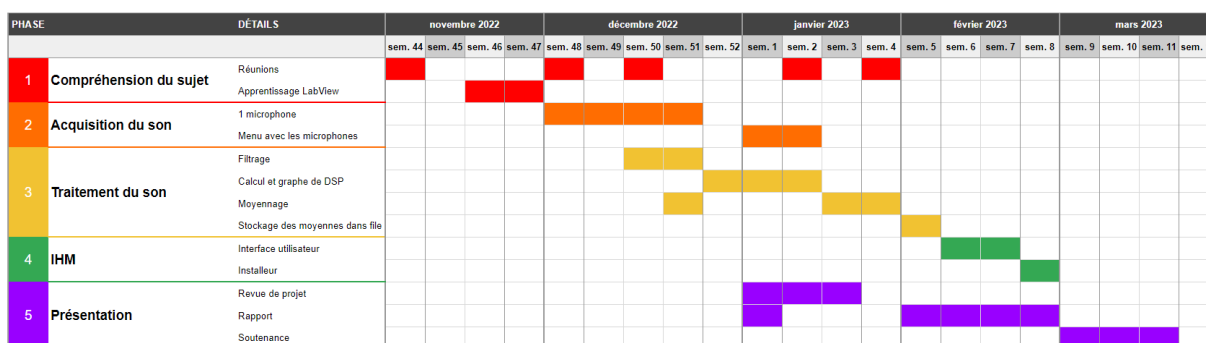 PHASE DÉTAILS novembre 2022 décembre 2022 janvier 2023 février 2023 mars 2023
sem. 44 sem. 45 sem. 46 sem. 47 sem. 48 sem. 49 sem. 50 sem. 51 sem. 52 sem. 1 sem. 2 sem. 3 sem. 4 sem. 5 sem. 6 sem. 7 sem. 8 sem. 9 sem. 10 sem. 11 sem.
1 Compréhension du sujet
Réunions
Apprentissage LabView
2 Acquisition du son
1 microphone
Menu avec les microphones
3 Traitement du son
Filtrage
Calcul et graphe de DSP
Moyennage
Stockage des moyennes dans file
4 IHM
Interface utilisateur
Installeur
5 Présentation
Revue de projet
Rapport
Soutenance